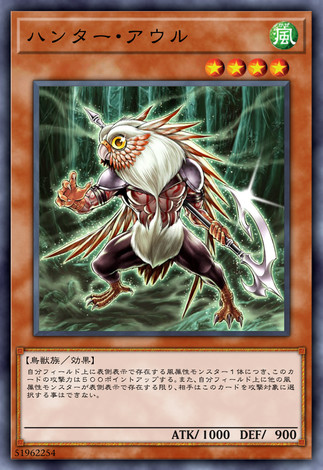 ハンター・アウル
風
【鳥獣族／効果】
自分フィールド上に表側表示で存在する風属性モンスター１体につき、このカ
ードの攻撃力は５００ポイントアップする。また、自分フィールド上に他の風
属性モンスターが表側表示で存在する限り、相手はこのカードを攻撃対象に選
択する事はできない。
ATK/ 1000 DEF/ 900
51962254